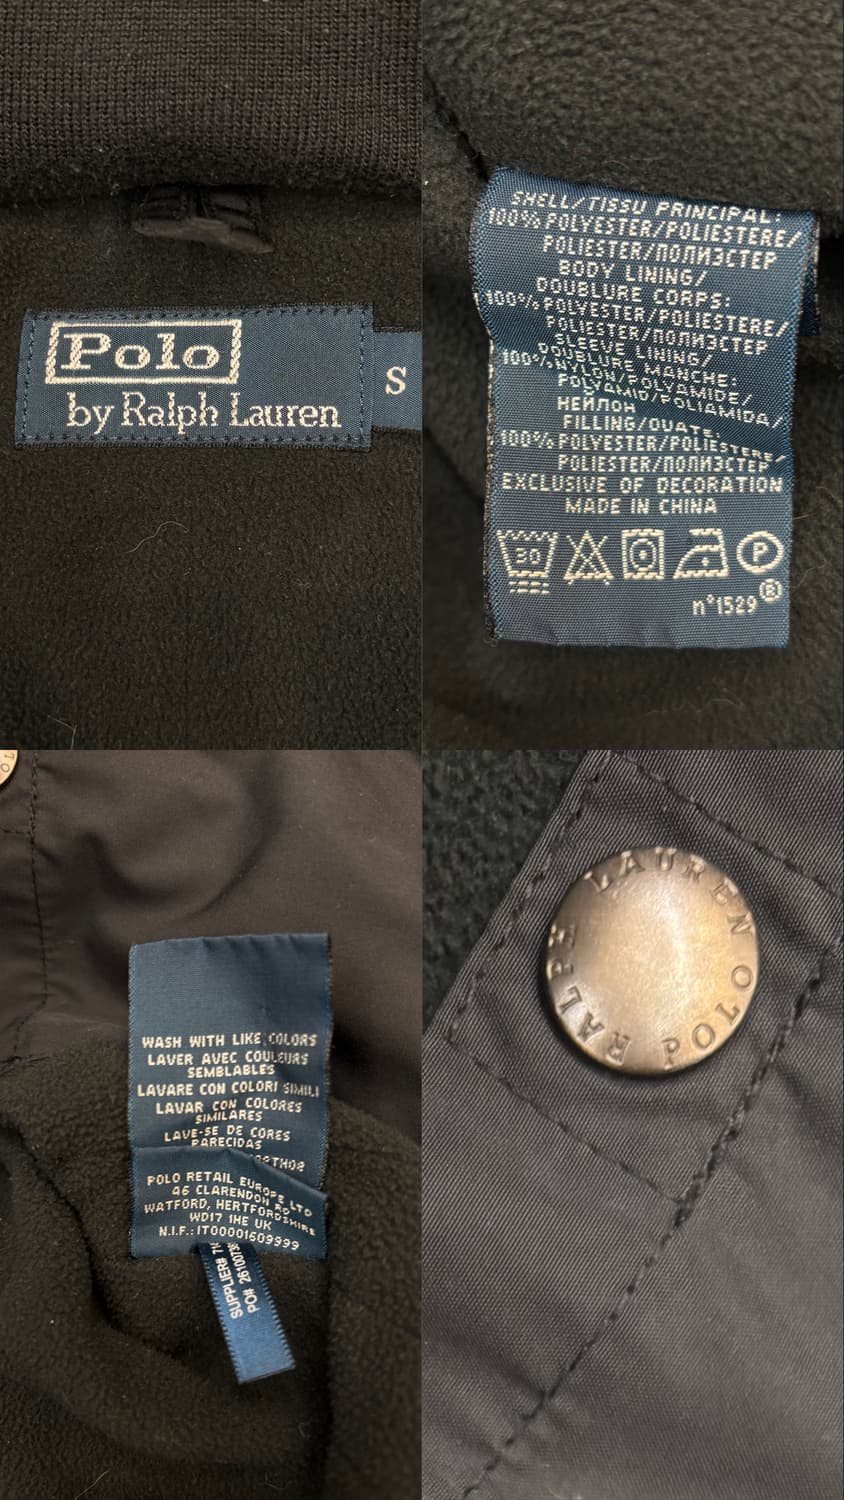 Polo
by Ralph Lauren
S
SHELL/TISSU PRINCIPAL:
100% POLYESTER/POLIESTERE/
POLIESTER/ПОЛИЭСТЕР
BODY LINING/
DOUBLURE CORPS:
100% POLYESTER/POLIESTERE/
POLIESTER/ПОЛИЭСТЕР
SLEEVE LINING/
DOUBLURE MANCHE:
100% NYLON/POLYAMIDE/
POLYAMID/POLIAMIDA/
НЕЙЛОН
FILLING/OUATE:
100% POLYESTER/POLIESTERE/
POLIESTER/ПОЛИЭСТЕР
EXCLUSIVE OF DECORATION
MADE IN CHINA
30
P
n°1529 ®
WASH WITH LIKE COLORS
LAVER AVEC COULEURS
SEMBLABLES
LAVARE CON COLORI SIMILI
LAVAR CON COLORES
SIMILARES
LAVE-SE DE CORES
PARECIDAS
POLO RETAIL EUROPE LTD
46 CLARENDON RD
WATFORD, HERTFORDSHIRE
WD17 1HE UK
N.I.F.: IT00001609999
SUPPLIER#
PO#
RALPH LAUREN
POLO